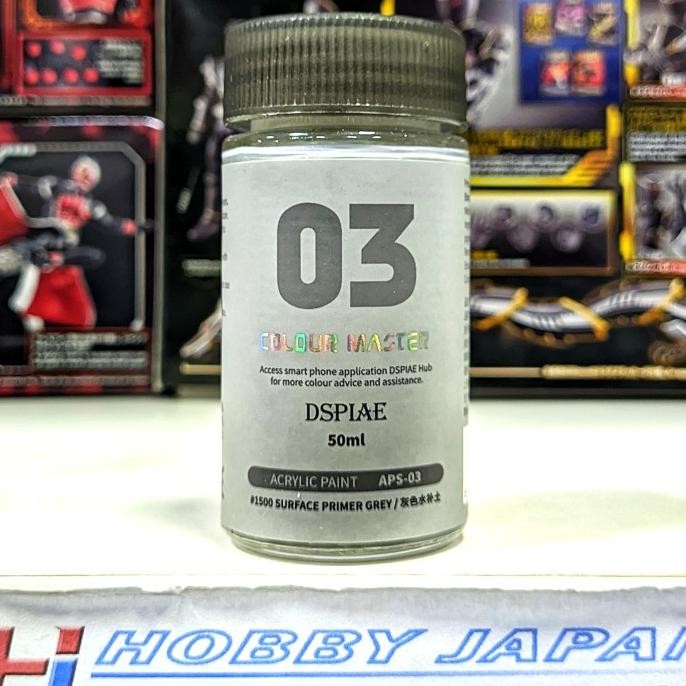 03
COLOUR MASTER
Access smart phone application DSPIAE Hub
for more colour advice and assistance.
DSPIAE
50ml
ACRYLIC PAINT APS-03
#1500 SURFACE PRIMER GREY / 灰色水补土
HOBBY JAPAN